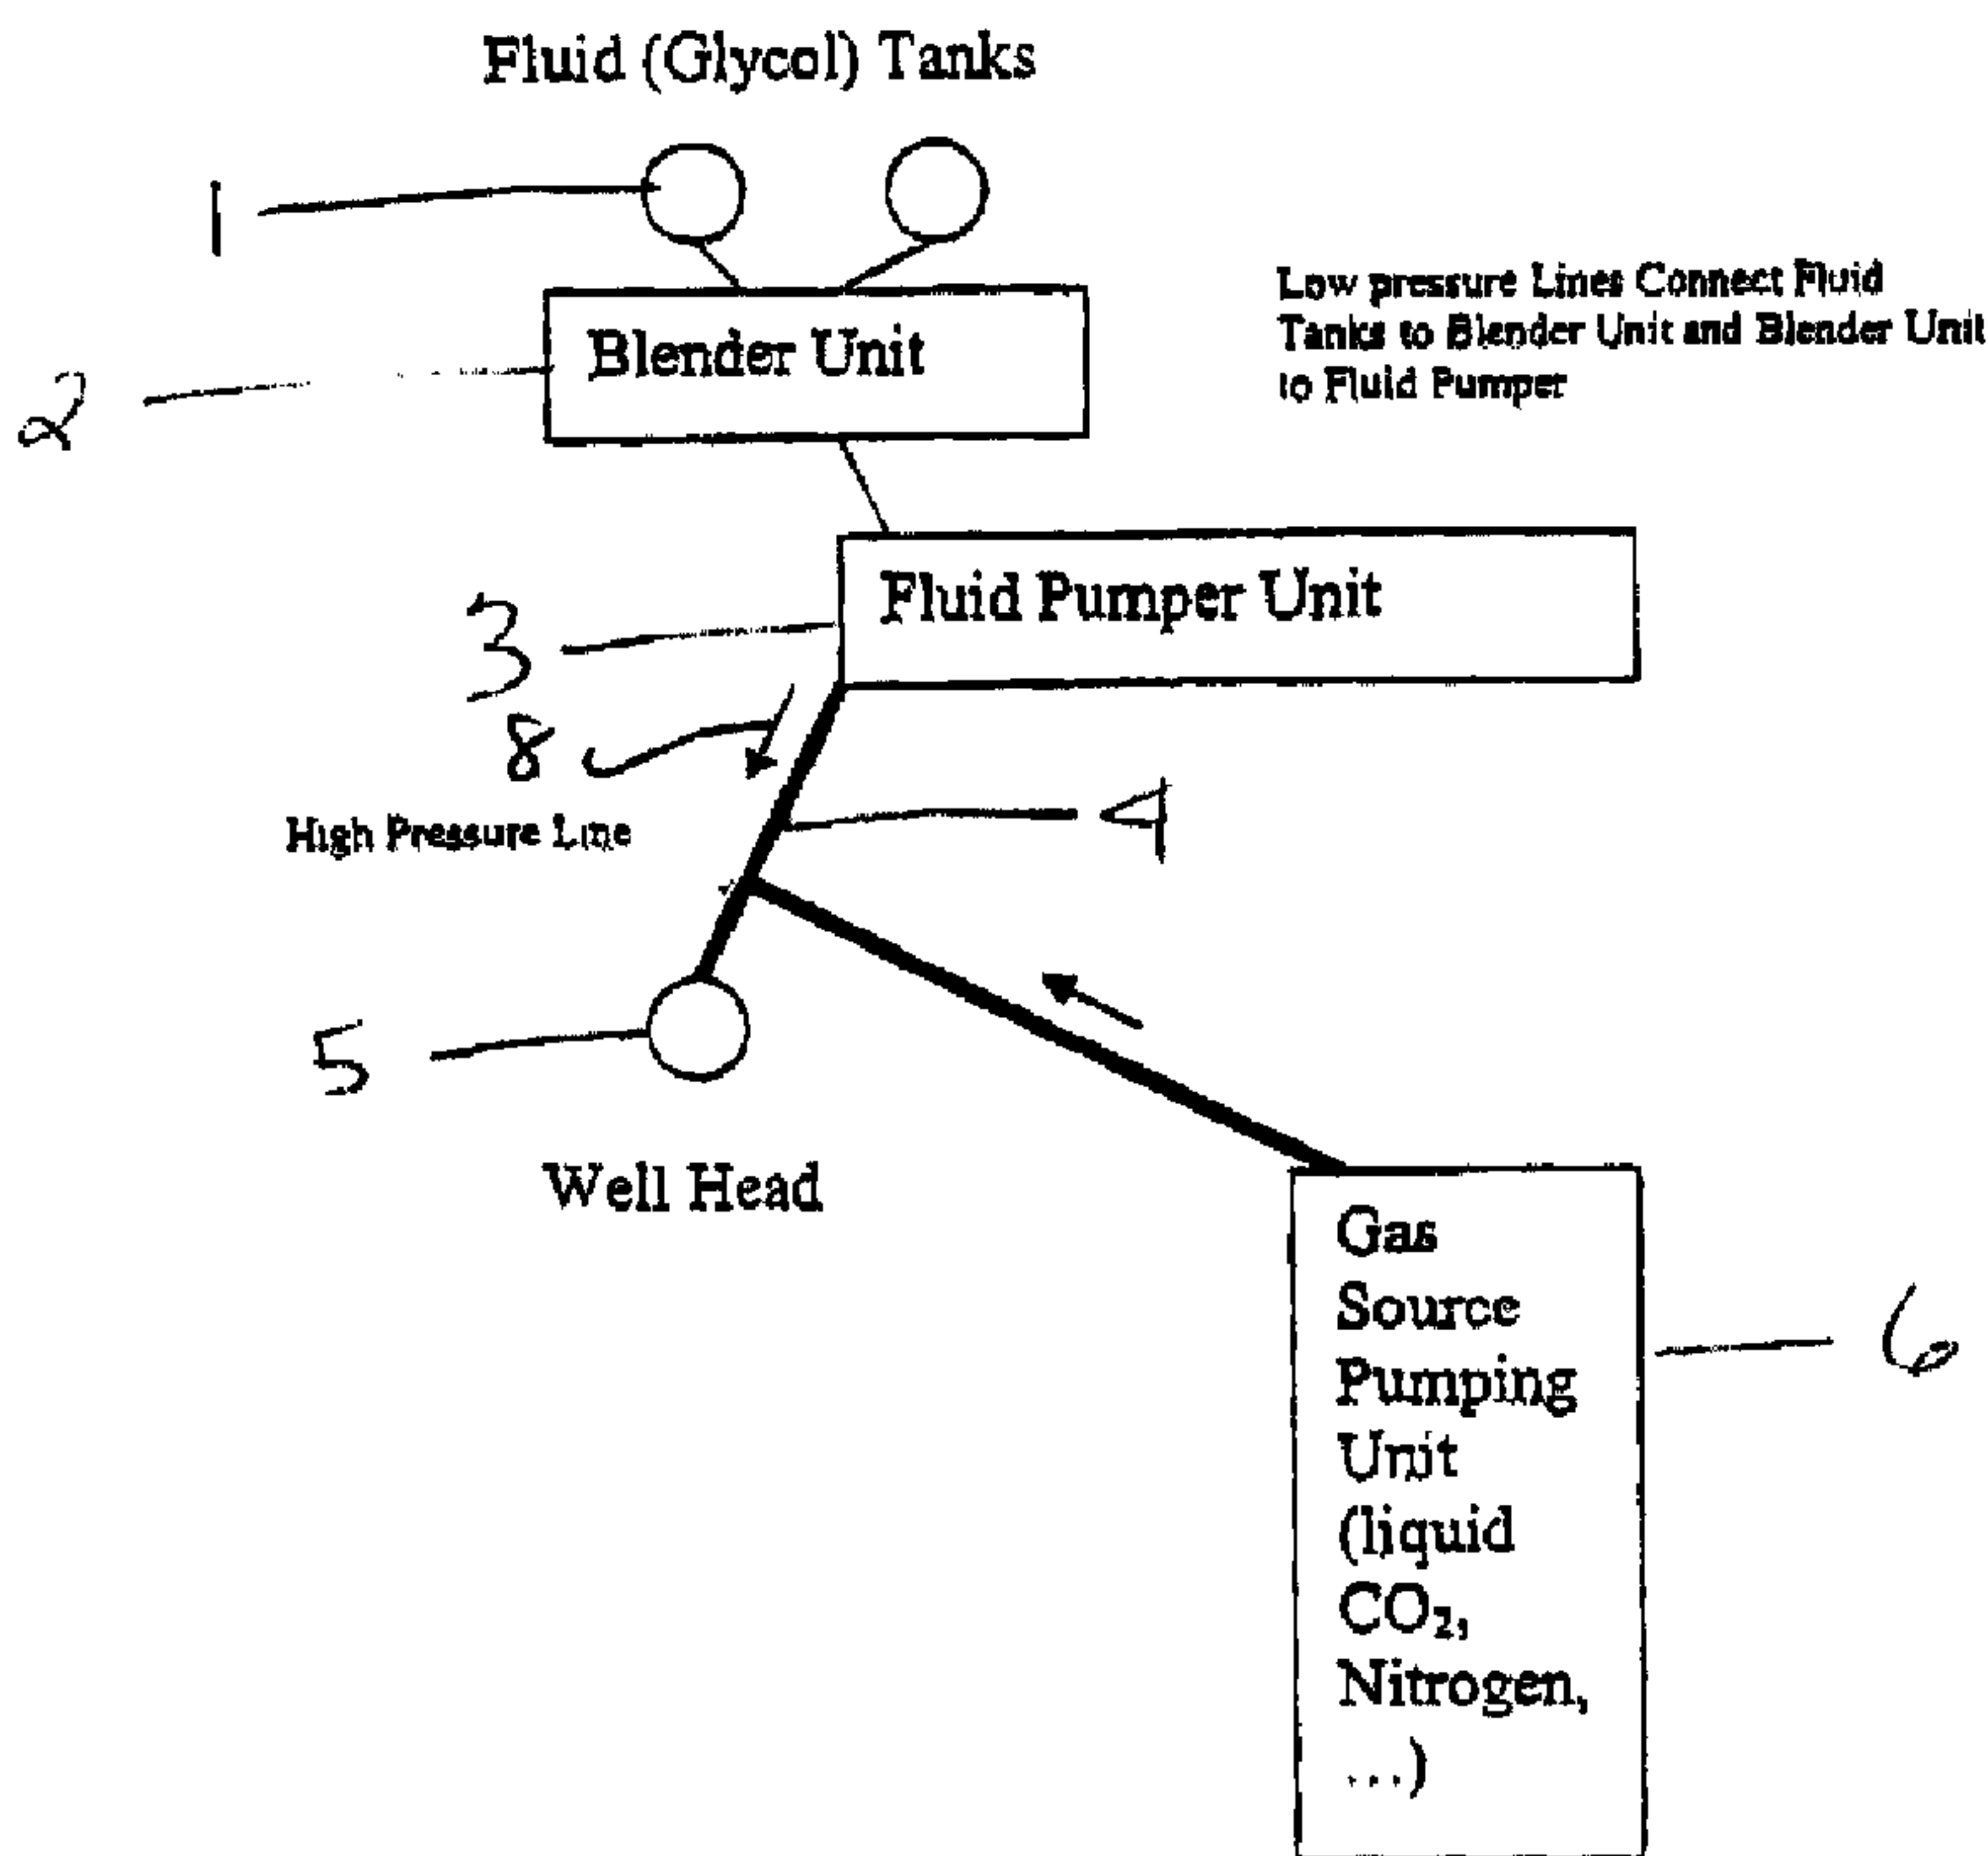 Fluid (Glycol) Tanks
1
Low pressure Lines Connect Fluid
Tanks to Blender Unit and Blender Unit
to Fluid Pumper
Blender Unit
2
Fluid Pumper Unit
3
8
4
High Pressure Line
5
Well Head
Gas
Source
Pumping
Unit
(liquid
CO₂,
Nitrogen,
...)
6